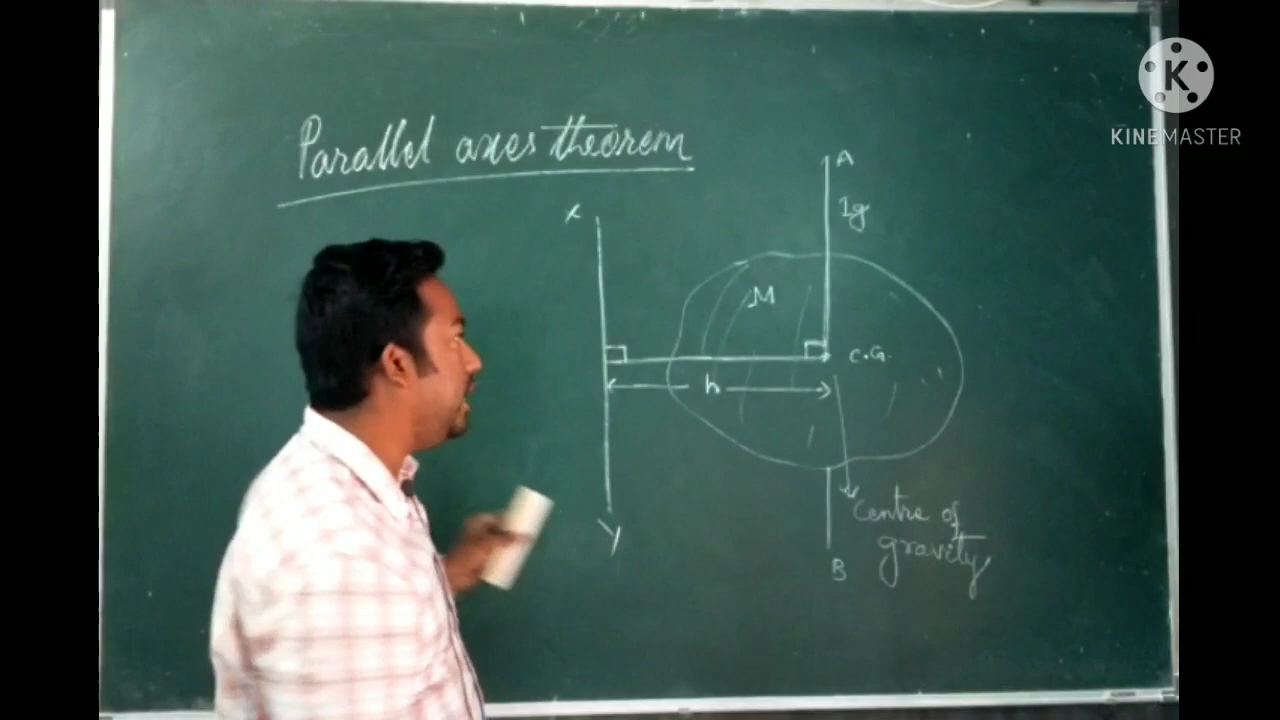 Parallel axes theorem
A
Ig
x
M
C.G.
h
Centre of
gravity
y
B
K
KINEMASTER